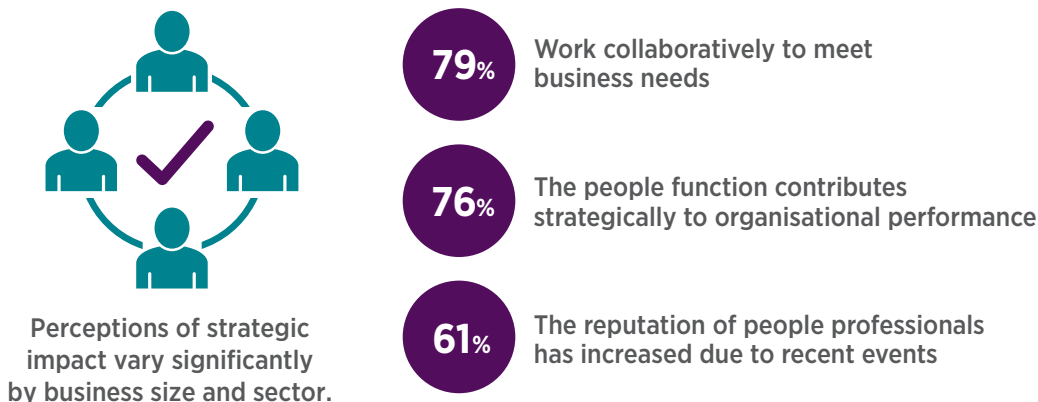 79%
Work collaboratively to meet
business needs
76%
The people function contributes
strategically to organisational performance
61%
The reputation of people professionals
has increased due to recent events
Perceptions of strategic
impact vary significantly
by business size and sector.